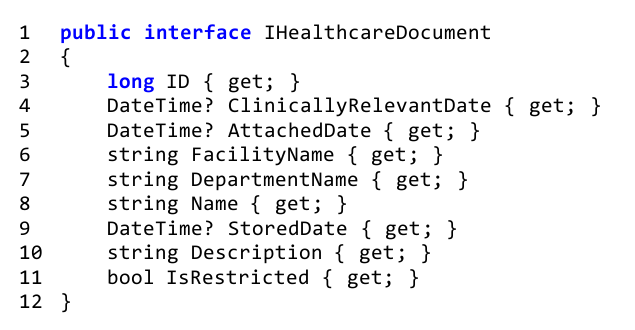 1 public interface IHealthcareDocument
2 {
3 long ID { get; }
4 DateTime? ClinicallyRelevantDate { get; }
5 DateTime? AttachedDate { get; }
6 string FacilityName { get; }
7 string DepartmentName { get; }
8 string Name { get; }
9 DateTime? StoredDate { get; }
10 string Description { get; }
11 bool IsRestricted { get; }
12 }